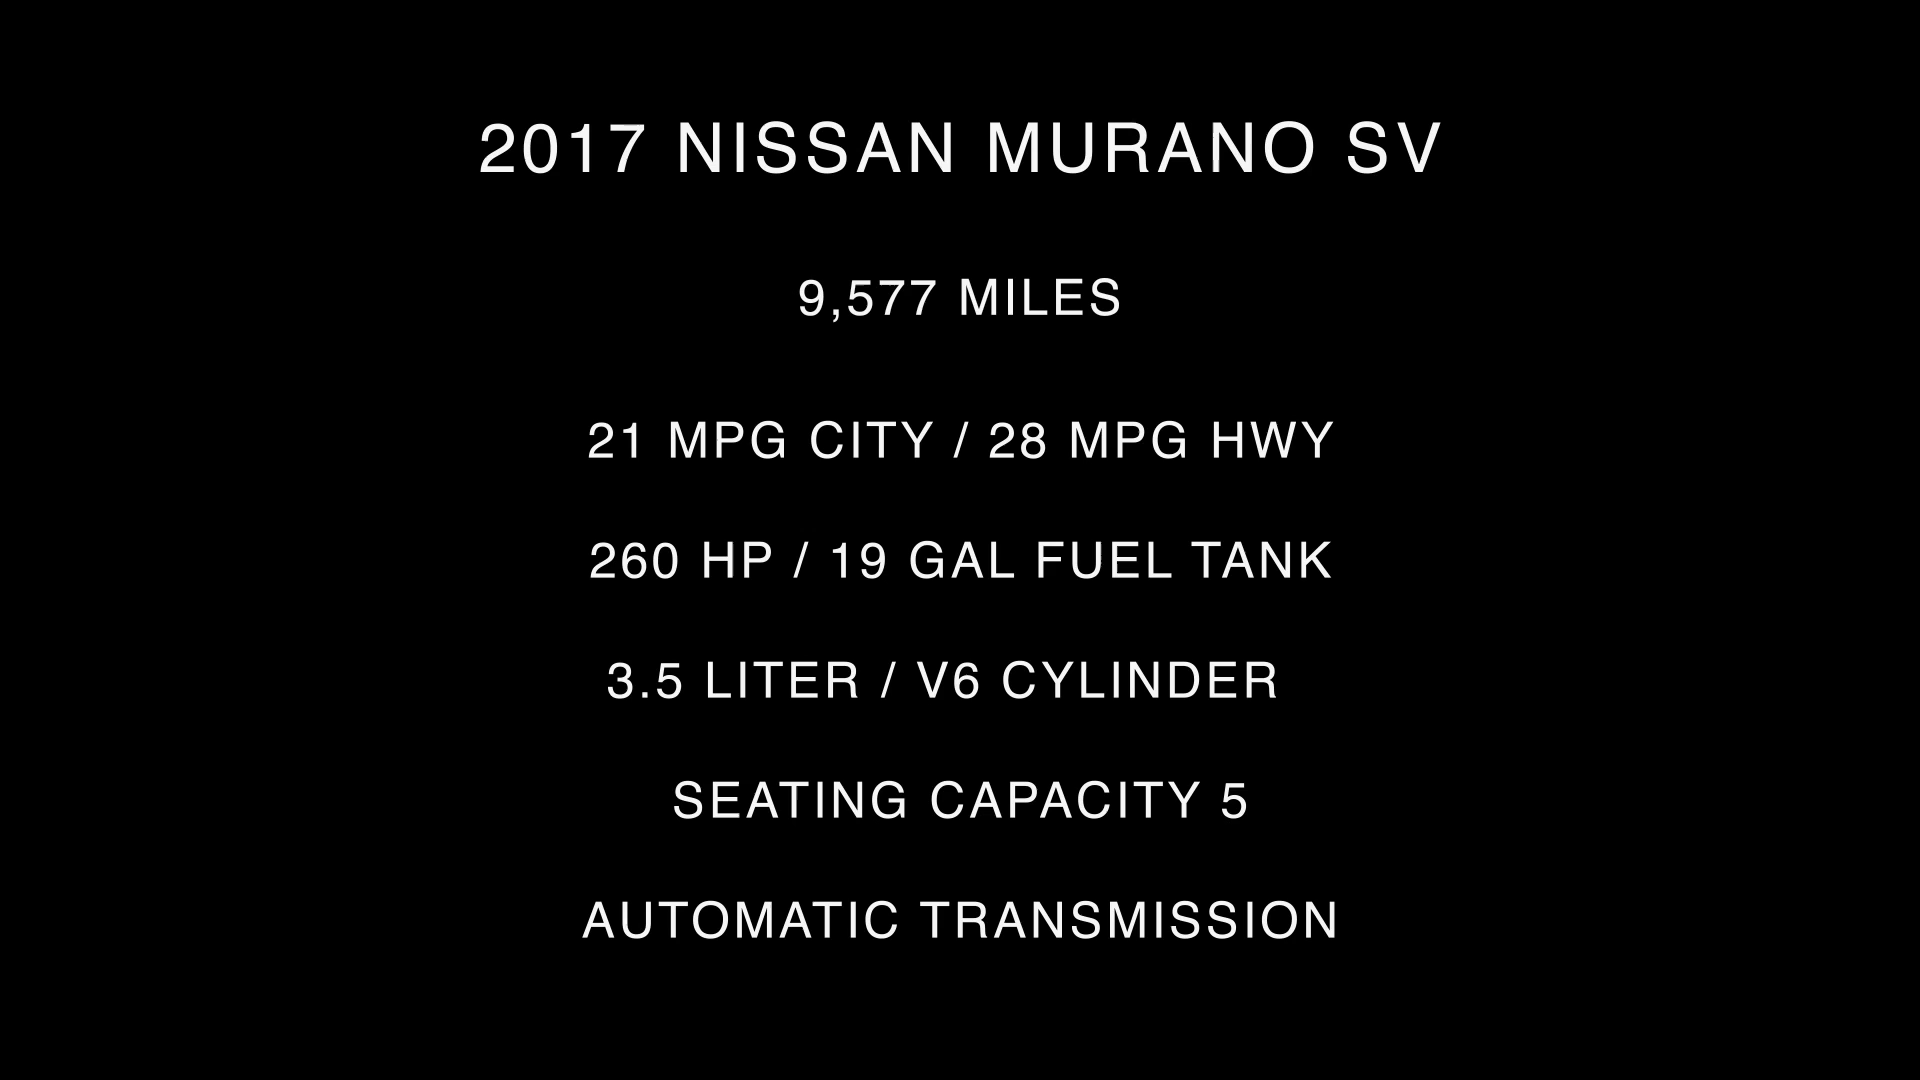 2017 NISSAN MURANO SV
9,577 MILES
21 MPG CITY / 28 MPG HWY
260 HP / 19 GAL FUEL TANK
3.5 LITER / V6 CYLINDER
SEATING CAPACITY 5
AUTOMATIC TRANSMISSION